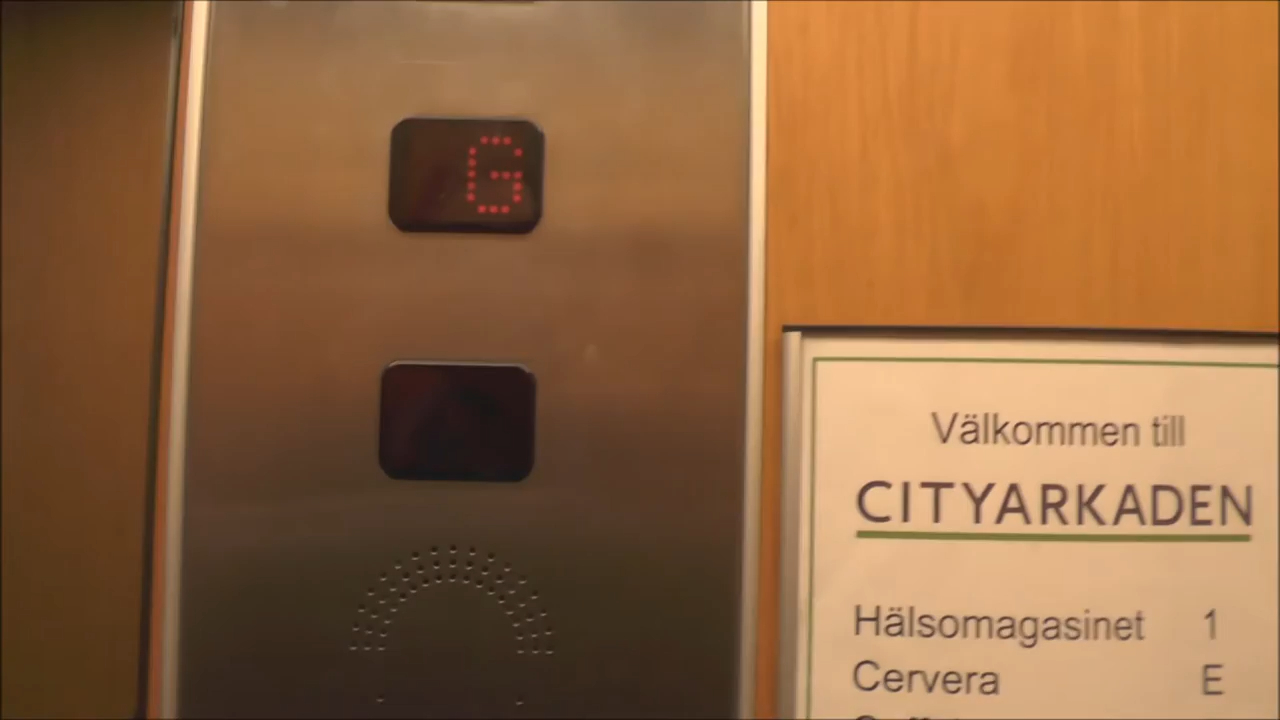 G
Välkommen till
CITYARKADEN
Hälsomagasinet 1
Cervera E